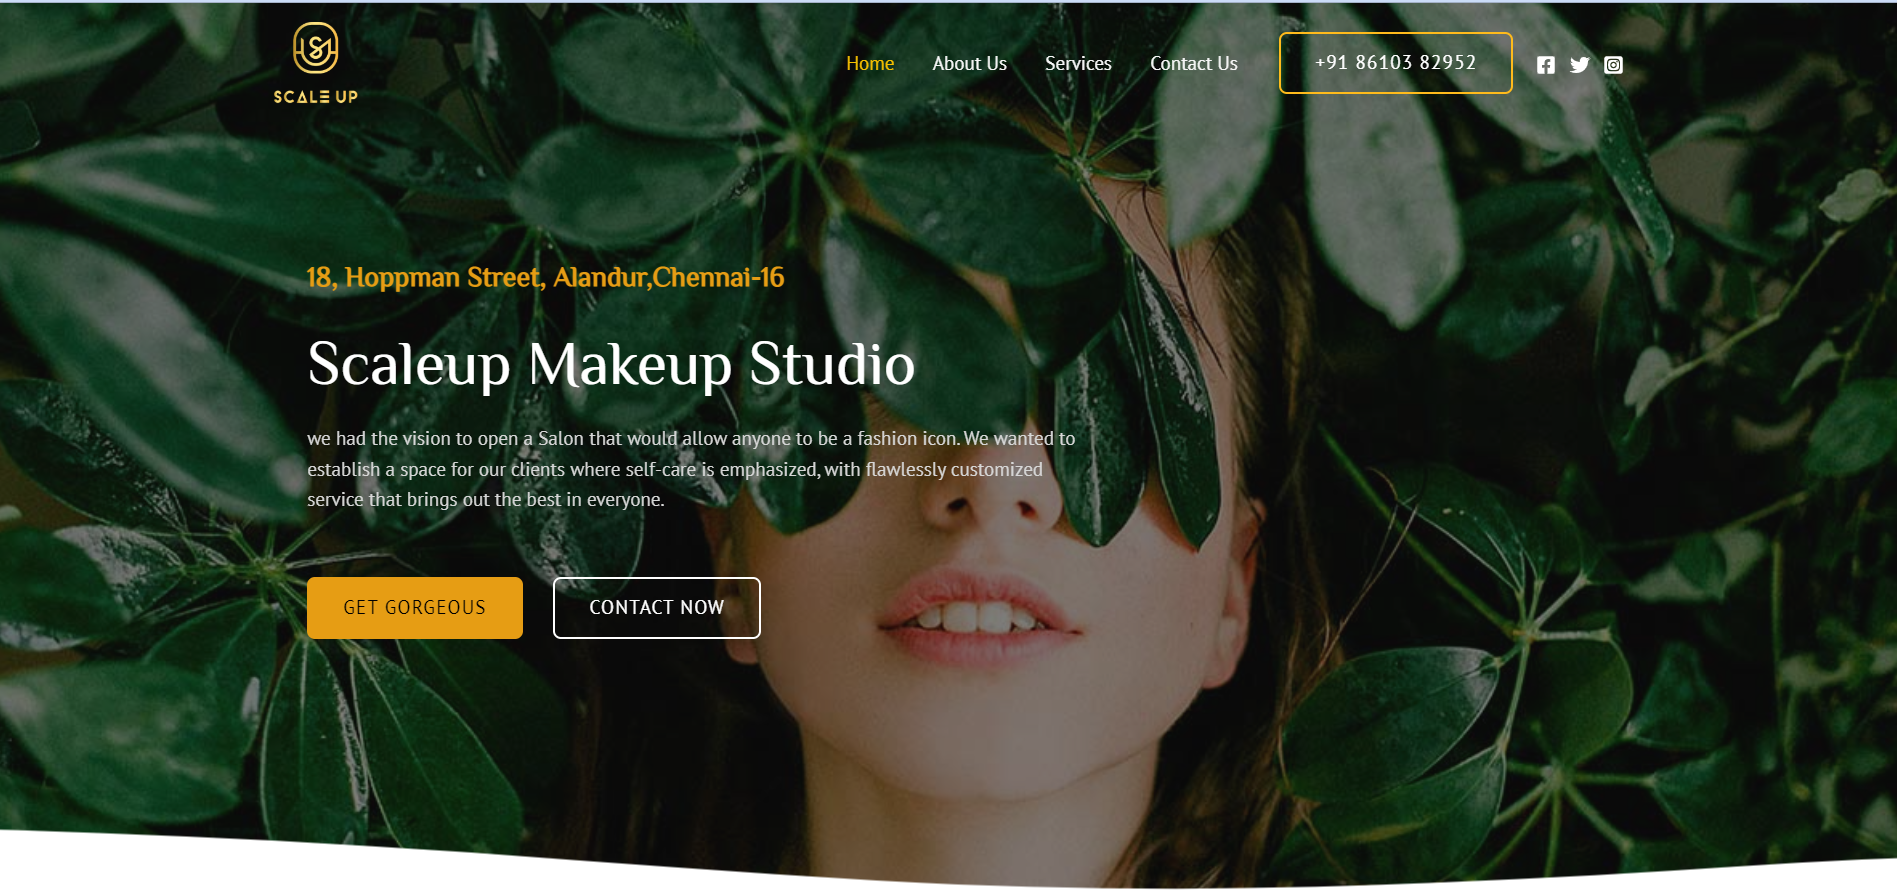 SCALE UP
Home About Us Services Contact Us +91 86103 82952
18, Hoppman Street, Alandur,Chennai-16
Scaleup Makeup Studio
we had the vision to open a Salon that would allow anyone to be a fashion icon. We wanted to
establish a space for our clients where self-care is emphasized, with flawlessly customized
service that brings out the best in everyone.
GET GORGEOUS CONTACT NOW